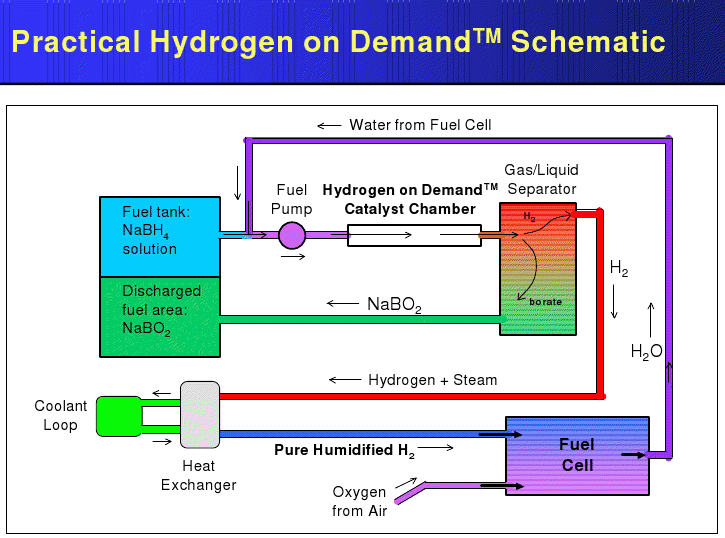 Practical Hydrogen on Demand™ Schematic
Water from Fuel Cell
Gas/Liquid
Separator
Fuel
Pump
Hydrogen on Demand™
Catalyst Chamber
Fuel tank:
NaBH₄
solution
H₂
H₂
Discharged
fuel area:
NaBO₂
NaBO₂
borate
H₂O
Hydrogen + Steam
Coolant
Loop
Heat
Exchanger
Pure Humidified H₂
Fuel
Cell
Oxygen
from Air